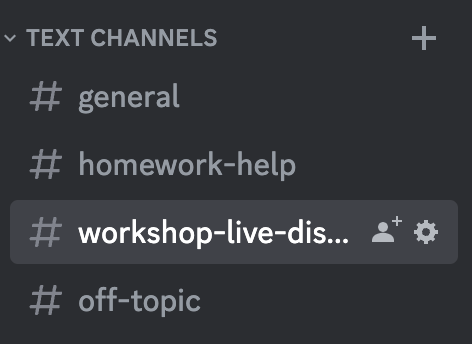 TEXT CHANNELS
# general
# homework-help
# workshop-live-dis...
# off-topic